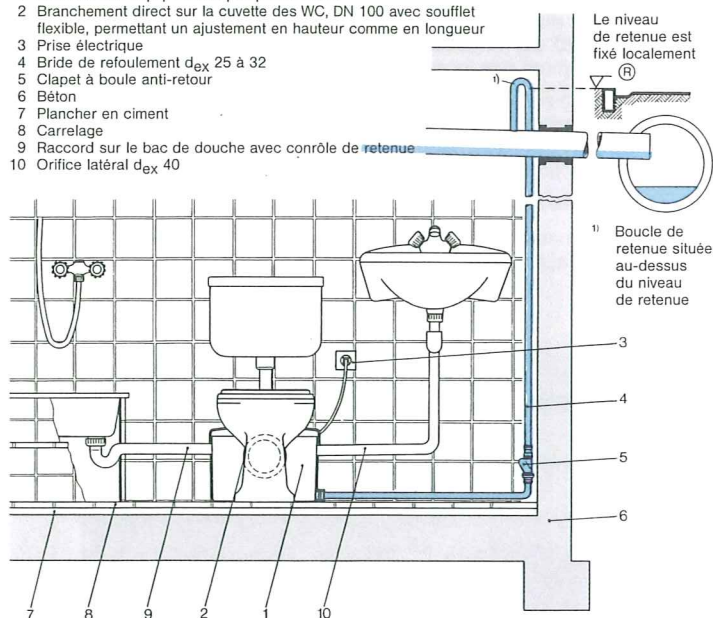 2 Branchement direct sur la cuvette des WC, DN 100 avec soufflet
flexible, permettant un ajustement en hauteur comme en longueur
3 Prise électrique
4 Bride de refoulement dex 25 à 32
5 Clapet à boule anti-retour
6 Béton
7 Plancher en ciment
8 Carrelage
9 Raccord sur le bac de douche avec conrôle de retenue
10 Orifice latéral dex 40
Le niveau
de retenue est
fixé localement
R
1)
1) Boucle de
retenue située
au-dessus
du niveau
de retenue
3
4
5
6
7 8 9 2 1 10